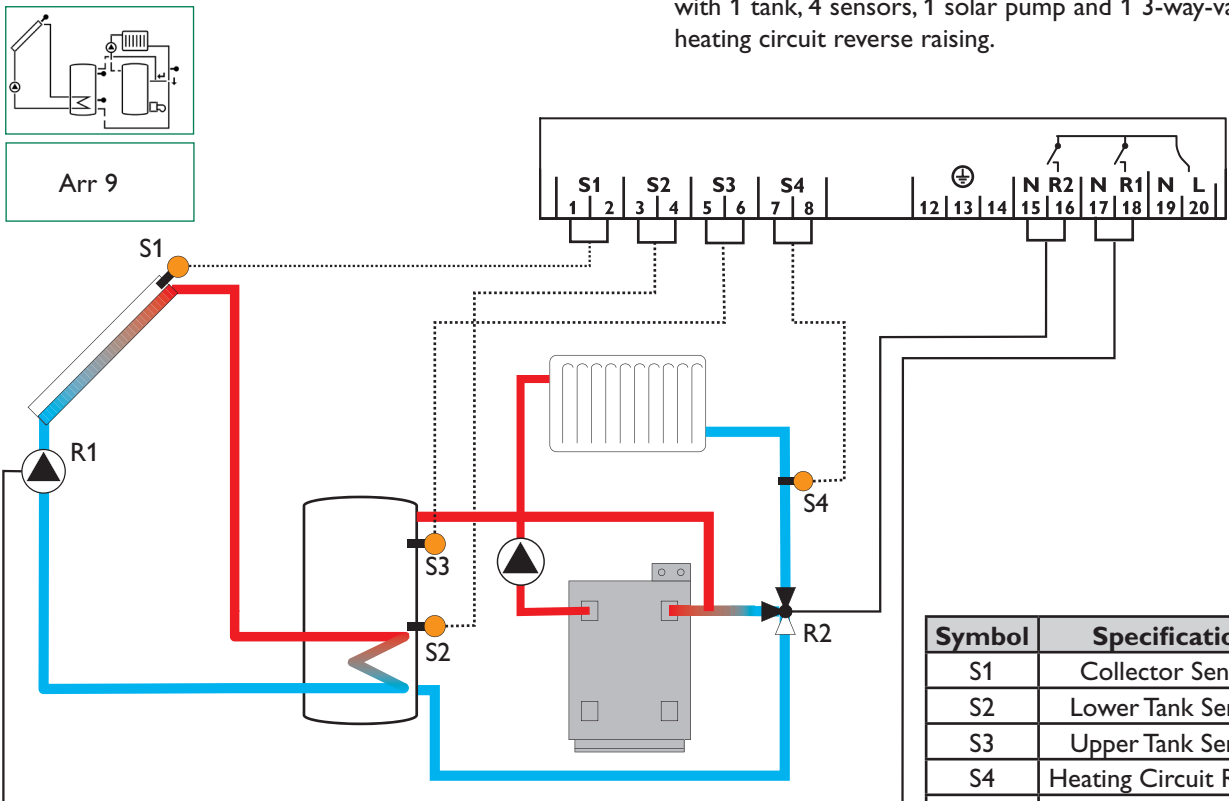 with 1 tank, 4 sensors, 1 solar pump and 1 3-way-va
heating circuit reverse raising.
Arr 9
S1 S2 S3 S4 N R2 N R1 N L
1 2 3 4 5 6 7 8 12 13 14 15 16 17 18 19 20
S1
R1
S4
S3
S2
R2
Symbol Specificatio
S1 Collector Sen
S2 Lower Tank Se
S3 Upper Tank Se
S4 Heating Circuit R